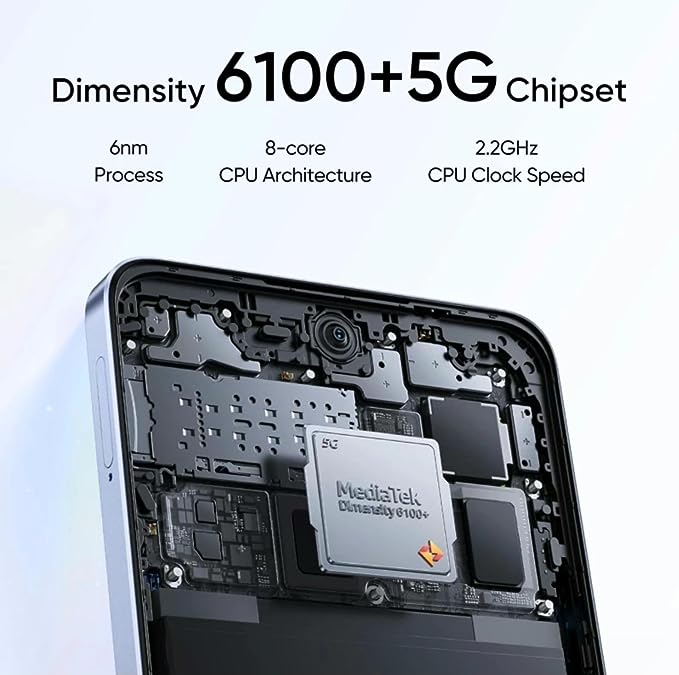 Dimensity 6100+5G Chipset
6nm
Process
8-core
CPU Architecture
2.2GHz
CPU Clock Speed
5G
MediaTek
Dimensity 6100+